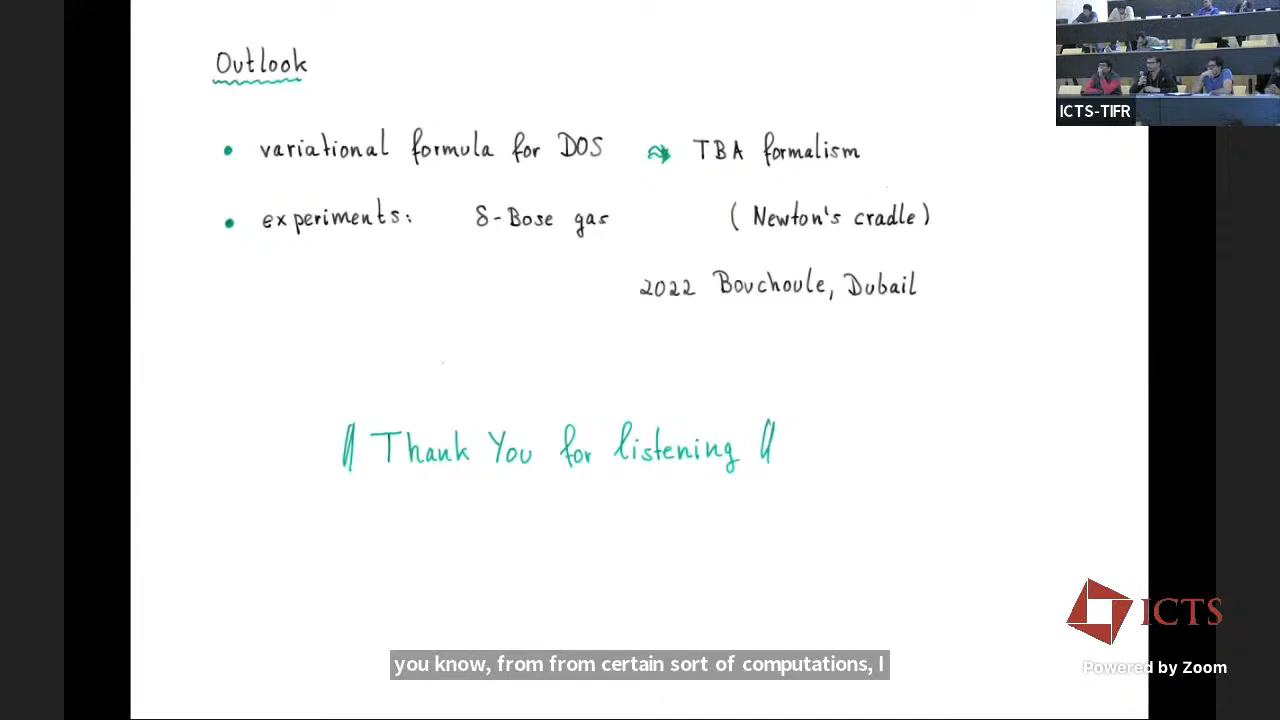 Outlook
• variational formula for DOS ⇝ TBA formalism
• experiments: δ-Bose gas (Newton's cradle)
2022 Bouchoule, Dubail
!! Thank You for listening !!
you know, from from certain sort of computations, I
ICTS-TIFR
ICTS
Powered by Zoom